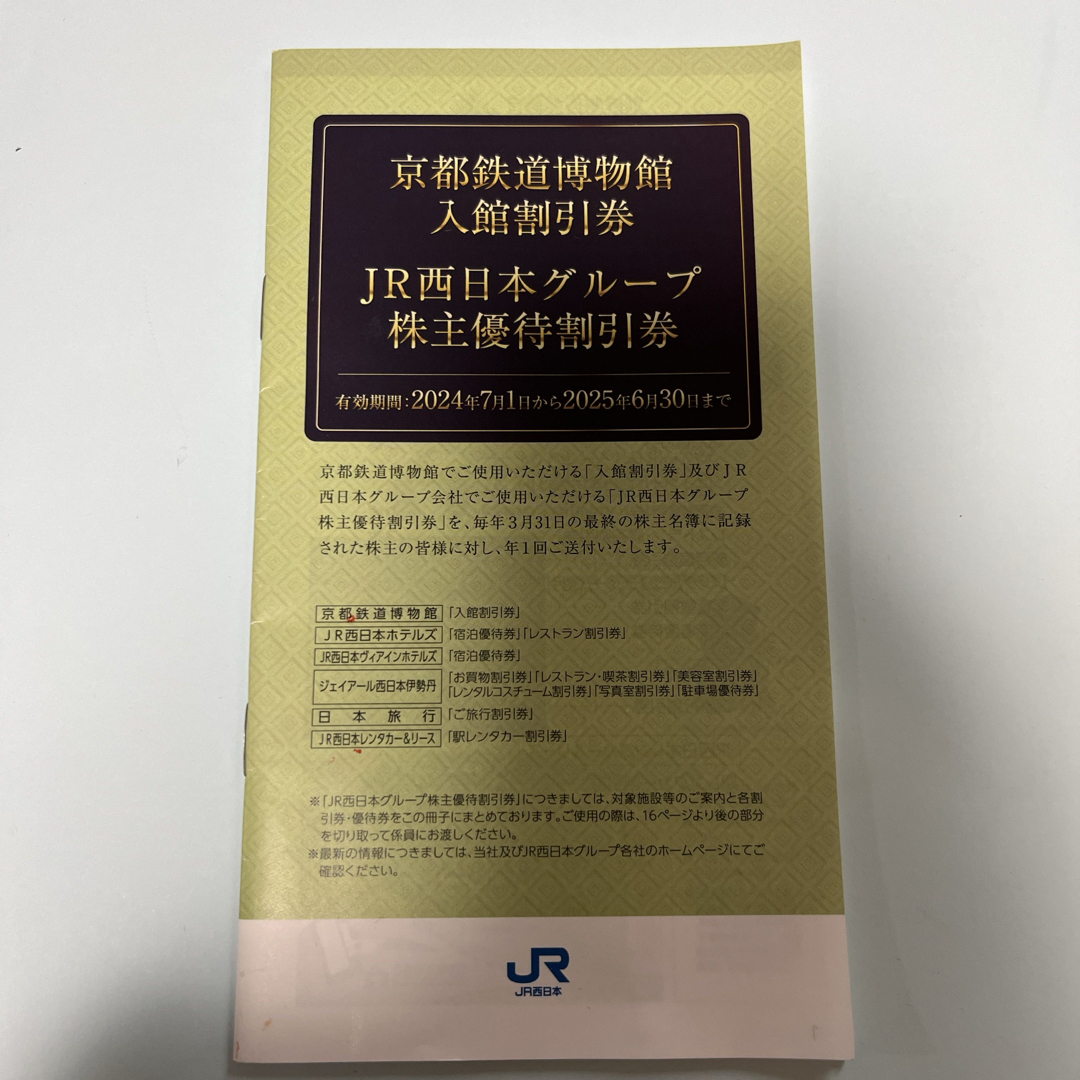 京都鉄道博物館
入館割引券
JR西日本グループ
株主優待割引券
有効期間：2024年7月1日から2025年6月30日まで
京都鉄道博物館でご使用いただける「入館割引券」及びJR
西日本グループ会社でご使用いただける「JR西日本グループ
株主優待割引券」を、毎年3月31日の最終の株主名簿に記録
された株主の皆様に対し、年1回ご送付いたします。
京都鉄道博物館 「入館割引券」
JR西日本ホテルズ 「宿泊優待券」「レストラン割引券」
JR西日本ヴィアインホテルズ 「宿泊優待券」
ジェイアール西日本伊勢丹 「お買物割引券」「レストラン・喫茶割引券」「美容室割引券」
「レンタルコスチューム割引券」「写真室割引券」「駐車場優待券」
日本旅行 「ご旅行割引券」
JR西日本レンタカー&リース 「駅レンタカー割引券」
※「JR西日本グループ株主優待割引券」につきましては、対象施設等のご案内と各割
引券・優待券をこの冊子にまとめております。ご使用の際は、16ページより後の部分
を切り取って係員にお渡しください。
※最新の情報につきましては、当社及びJR西日本グループ各社のホームページにてご
確認ください。
JR
JR西日本